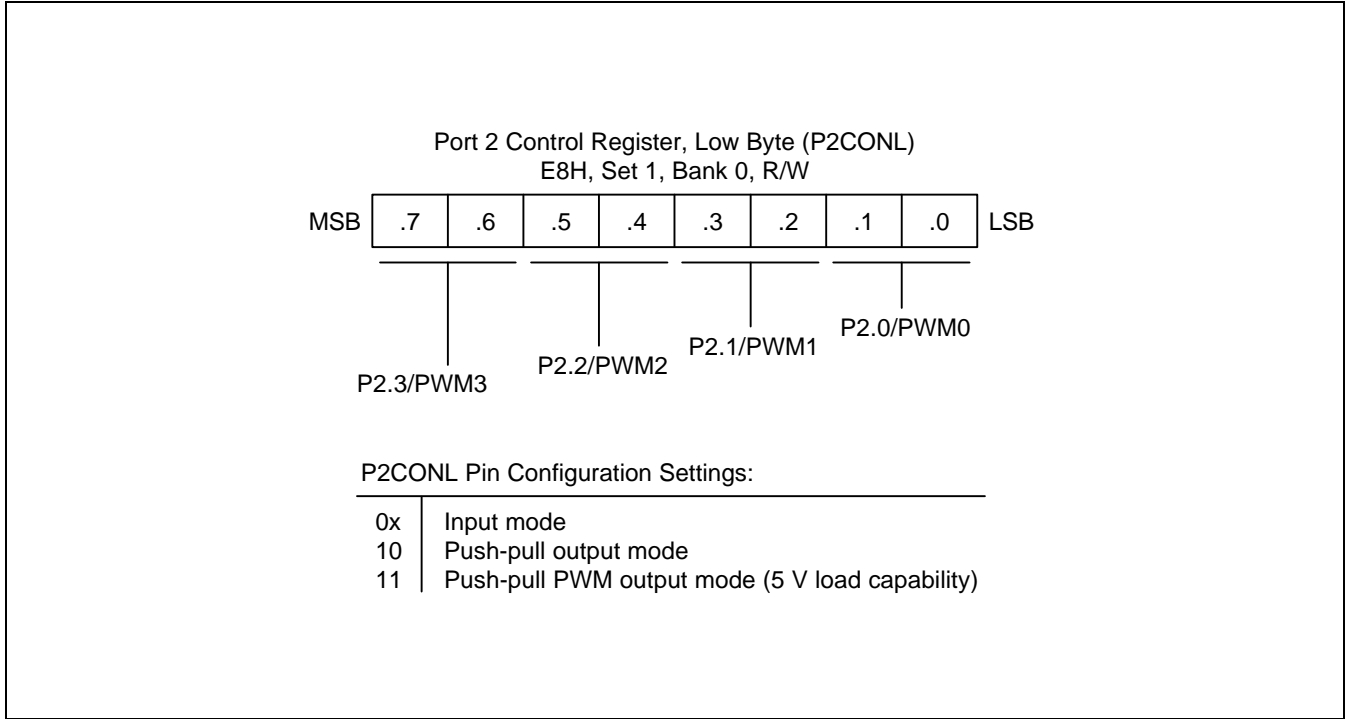 Port 2 Control Register, Low Byte (P2CONL)
E8H, Set 1, Bank 0, R/W
MSB .7 .6 .5 .4 .3 .2 .1 .0 LSB
P2.0/PWM0
P2.1/PWM1
P2.2/PWM2
P2.3/PWM3
P2CONL Pin Configuration Settings:
0x Input mode
10 Push-pull output mode
11 Push-pull PWM output mode (5 V load capability)